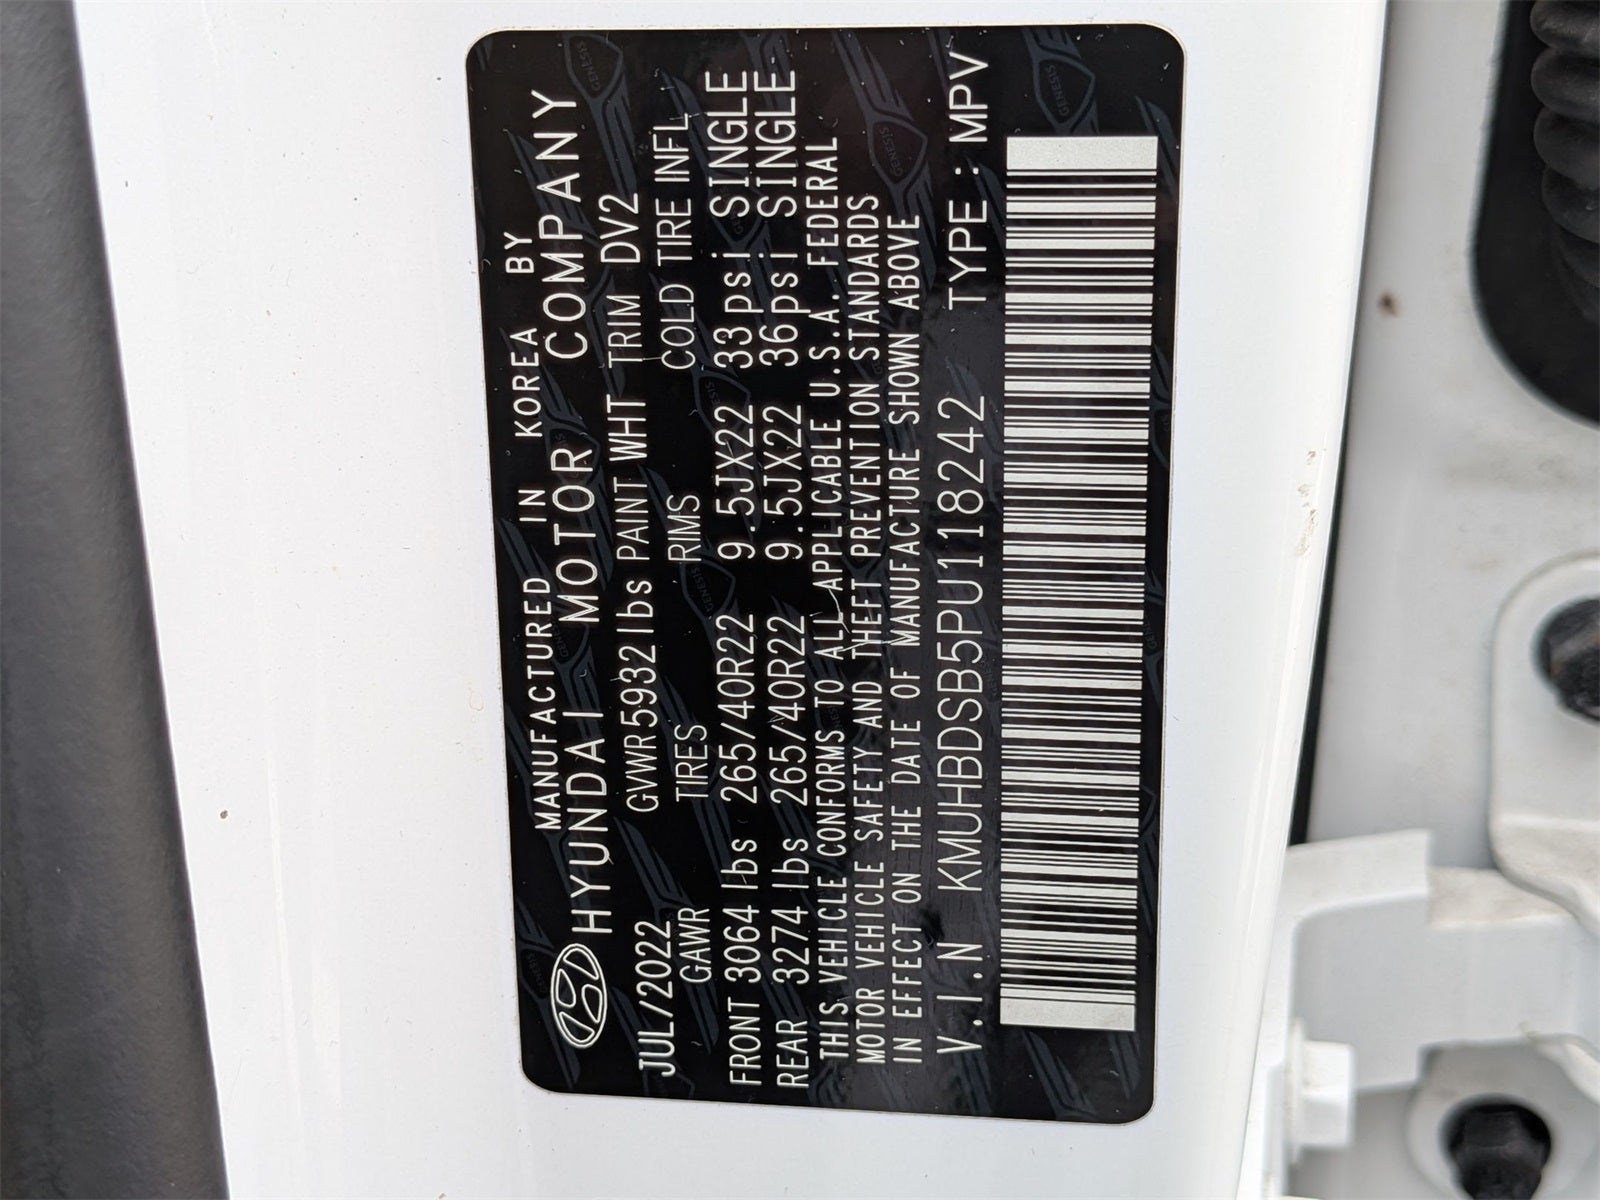 MANUFACTURED IN KOREA BY
HYUNDAI MOTOR COMPANY
JUL/2022 GVWR 5932 lbs PAINT WHT TRIM DV2
GAWR TIRES RIMS COLD TIRE INFL
FRONT 3064 lbs 265/40R22 9.5JX22 33 psi SINGLE
REAR 3274 lbs 265/40R22 9.5JX22 36psi SINGLE
THIS VEHICLE CONFORMS TO ALL APPLICABLE U.S.A. FEDERAL
MOTOR VEHICLE SAFETY AND THEFT PREVENTION STANDARDS
IN EFFECT ON THE DATE OF MANUFACTURE SHOWN ABOVE
V.I.N KMUHBDSB5PU118242 TYPE : MPV
GENESIS